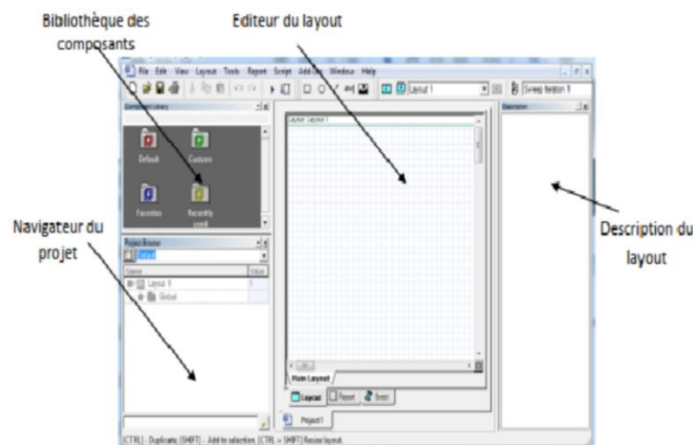 Bibliothèque des
composants
Editeur du layout
File Edit View Layout Tools Report Script Add-Ins Window Help
Layout 1
Sweep Iteration 1
Component Library
Description
Layout: Layout 1
Default
Custom
Favorites
Recently
used
Navigateur du
projet
Description du
layout
Project Browser
Name
Value
Layout 1
Global
Main Layout
Layout
Report
Script
Project1
[CTRL] - Duplicate, [SHIFT] - Add to selection, [CTRL + SHIFT] Resize layout.